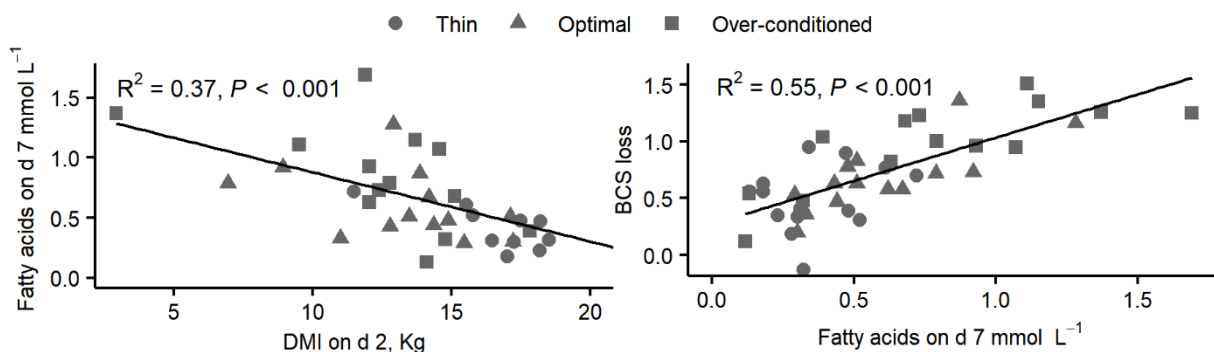 Thin Optimal Over-conditioned
Fatty acids on d 7 mmol L⁻¹
R² = 0.37, P < 0.001
1.5
1.0
0.5
0.0
5 10 15 20
DMI on d 2, Kg
BCS loss
R² = 0.55, P < 0.001
1.5
1.0
0.5
0.0
0.0 0.5 1.0 1.5
Fatty acids on d 7 mmol L⁻¹